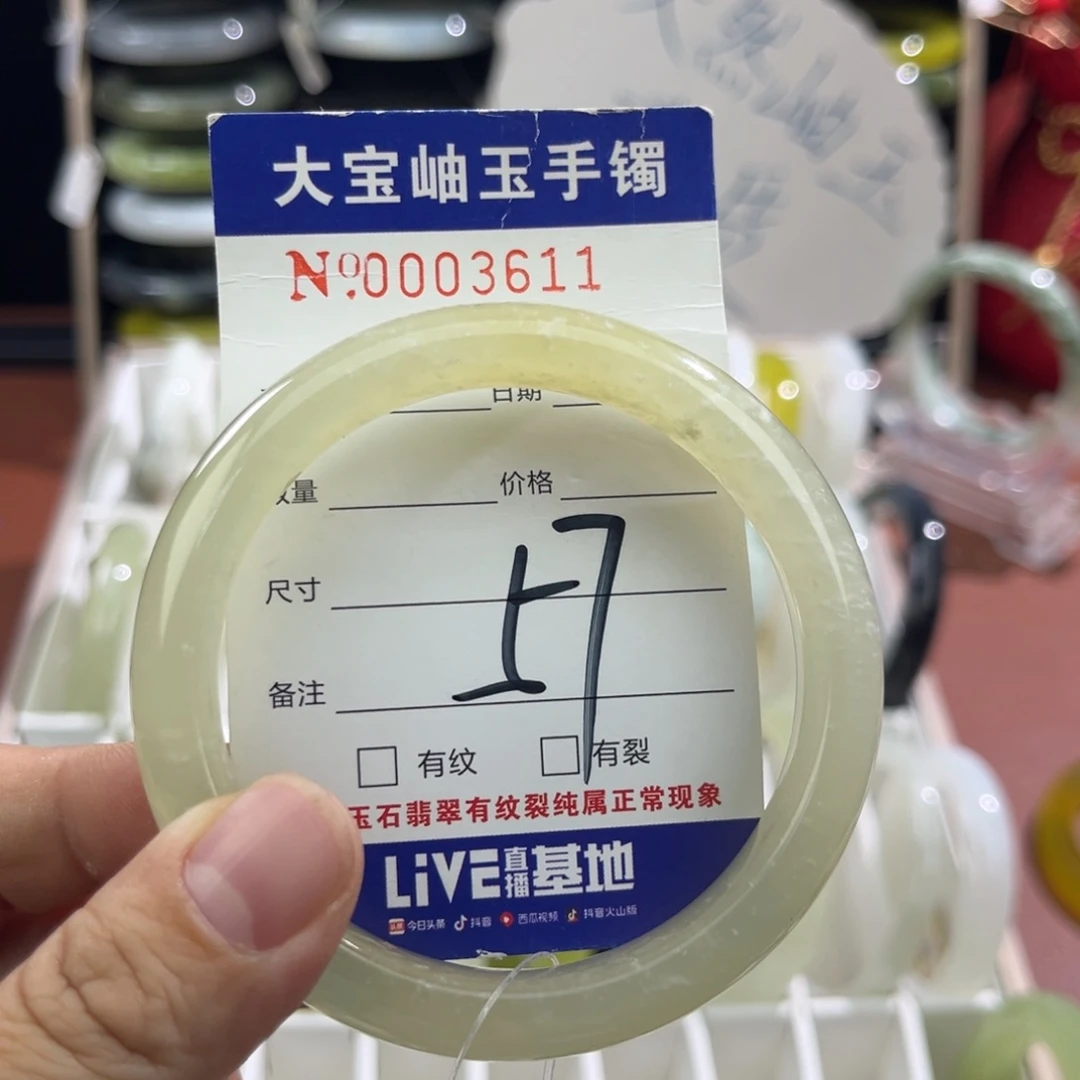 大宝岫玉手镯
№0003611
日期
量 价格
尺寸
上7
备注
有纹 有裂
玉石翡翠有纹裂纯属正常现象
LiVE直播基地
今日头条 抖音 西瓜视频 抖音火山版